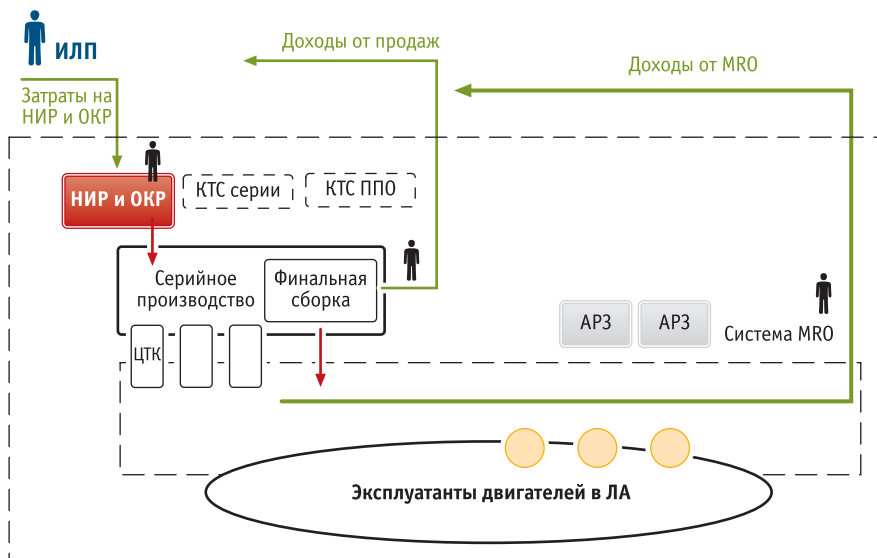 ИЛП
Доходы от продаж
Доходы от MRO
Затраты на
НИР и ОКР
НИР и ОКР
КТС серии
КТС ППО
Серийное
производство
Финальная
сборка
АРЗ
АРЗ
Система MRO
ЦТК
Эксплуатанты двигателей в ЛА